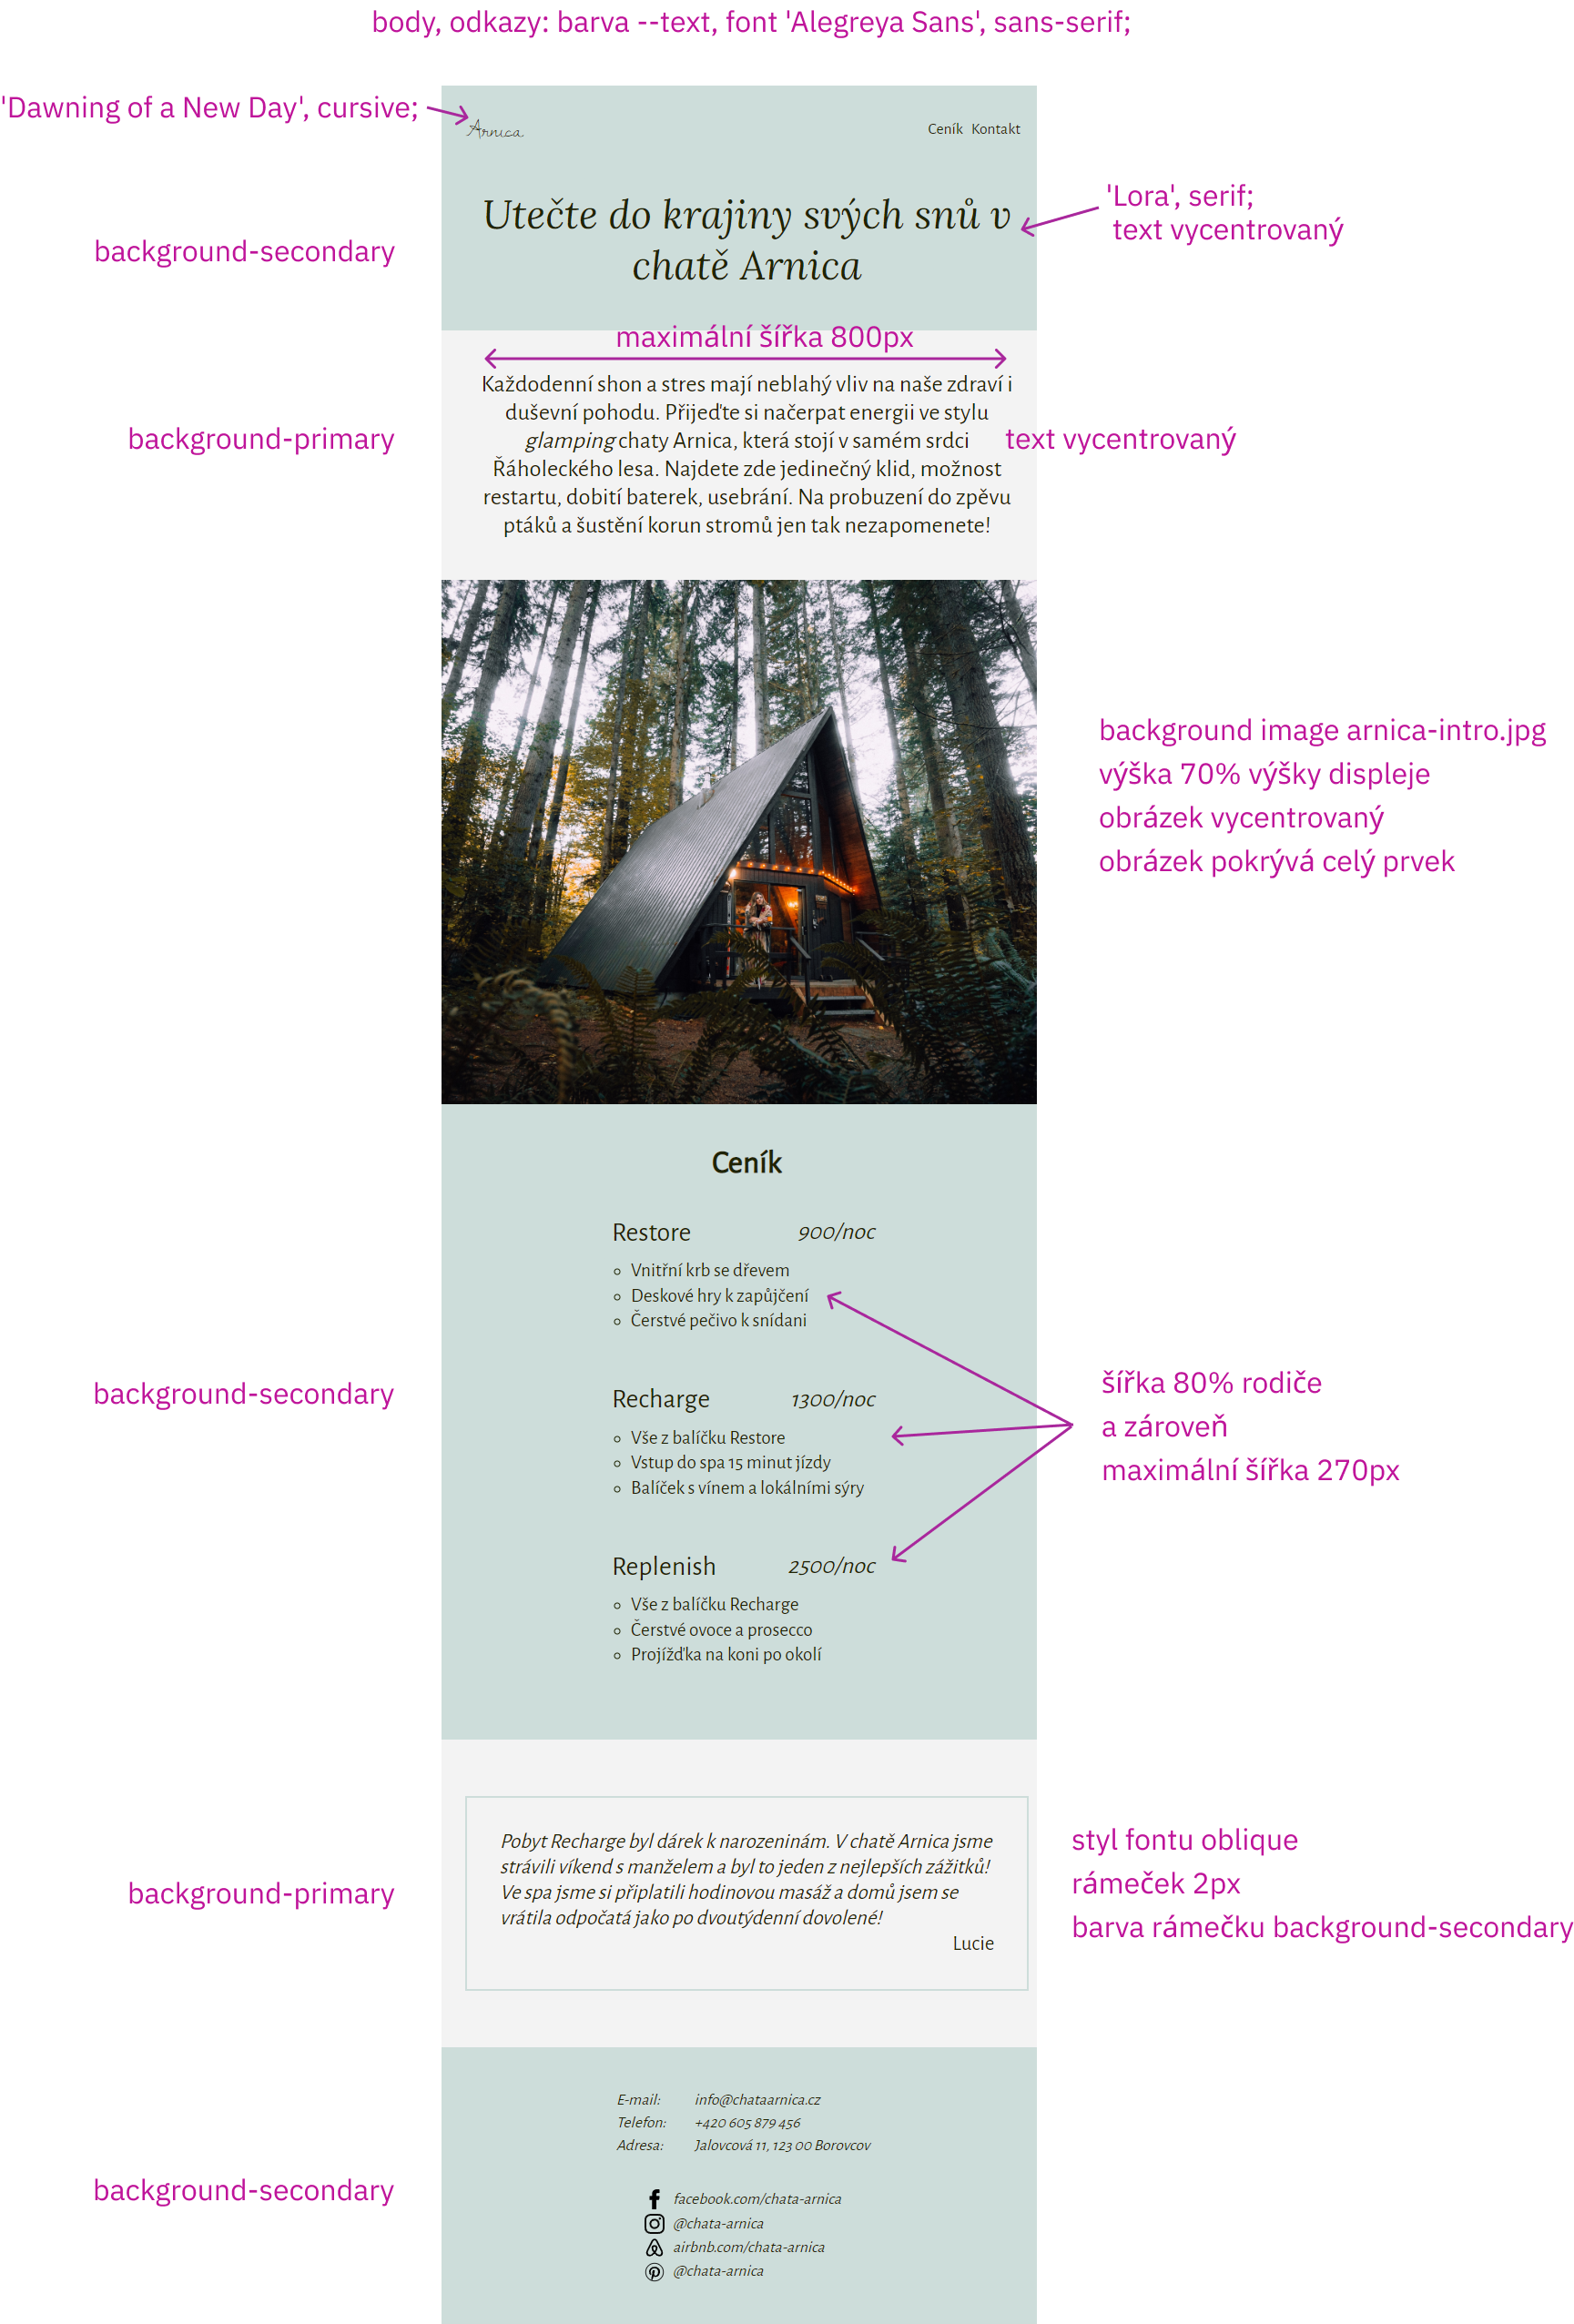 body, odkazy: barva --text, font 'Alegreya Sans', sans-serif;
'Dawning of a New Day', cursive;
Arnica
Ceník Kontakt
Utečte do krajiny svých snů v
chatě Arnica
'Lora', serif;
text vycentrovaný
background-secondary
maximální šířka 800px
Každodenní shon a stres mají neblahý vliv na naše zdraví i
duševní pohodu. Přijeďte si načerpat energii ve stylu
glamping chaty Arnica, která stojí v samém srdci
Řáholeckého lesa. Najdete zde jedinečný klid, možnost
restartu, dobití baterek, usebrání. Na probuzení do zpěvu
ptáků a šustění korun stromů jen tak nezapomenete!
background-primary
text vycentrovaný
background image arnica-intro.jpg
výška 70% výšky displeje
obrázek vycentrovaný
obrázek pokrývá celý prvek
Ceník
Restore 900/noc
Vnitřní krb se dřevem
Deskové hry k zapůjčení
Čerstvé pečivo k snídani
Recharge 1300/noc
Vše z balíčku Restore
Vstup do spa 15 minut jízdy
Balíček s vínem a lokálními sýry
Replenish 2500/noc
Vše z balíčku Recharge
Čerstvé ovoce a prosecco
Projížďka na koni po okolí
background-secondary
šířka 80% rodiče
a zároveň
maximální šířka 270px
Pobyt Recharge byl dárek k narozeninám. V chatě Arnica jsme
strávili víkend s manželem a byl to jeden z nejlepších zážitků!
Ve spa jsme si připlatili hodinovou masáž a domů jsem se
vrátila odpočatá jako po dvoutýdenní dovolené!
Lucie
background-primary
styl fontu oblique
rámeček 2px
barva rámečku background-secondary
E-mail: info@chataarnica.cz
Telefon: +420 605 879 456
Adresa: Jalovcová 11, 123 00 Borovcov
background-secondary
facebook.com/chata-arnica
@chata-arnica
airbnb.com/chata-arnica
@chata-arnica